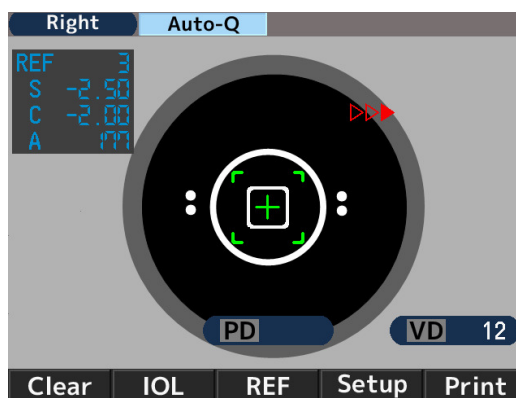 Right Auto-Q
REF 3
S -2.50
C -2.00
A 177
PD
VD 12
Clear IOL REF Setup Print